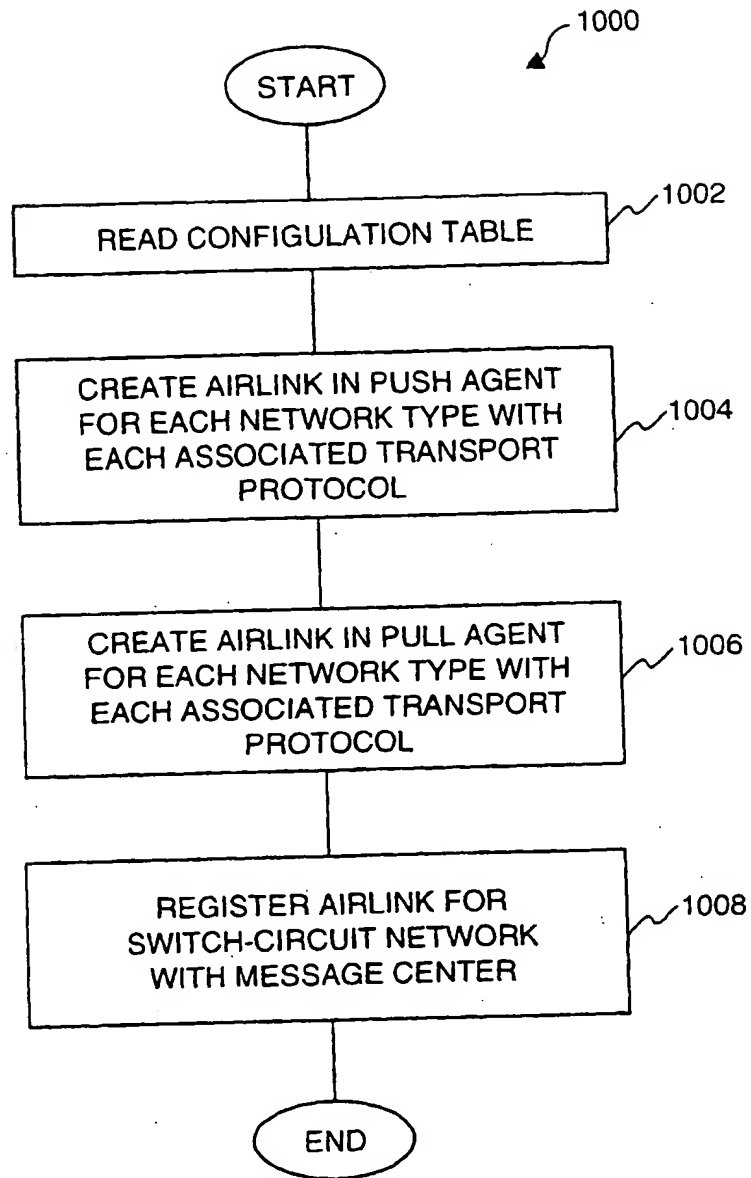 1000
START
1002
READ CONFIGULATION TABLE
CREATE AIRLINK IN PUSH AGENT
FOR EACH NETWORK TYPE WITH
EACH ASSOCIATED TRANSPORT
PROTOCOL
1004
CREATE AIRLINK IN PULL AGENT
FOR EACH NETWORK TYPE WITH
EACH ASSOCIATED TRANSPORT
PROTOCOL
1006
REGISTER AIRLINK FOR
SWITCH-CIRCUIT NETWORK
WITH MESSAGE CENTER
1008
END